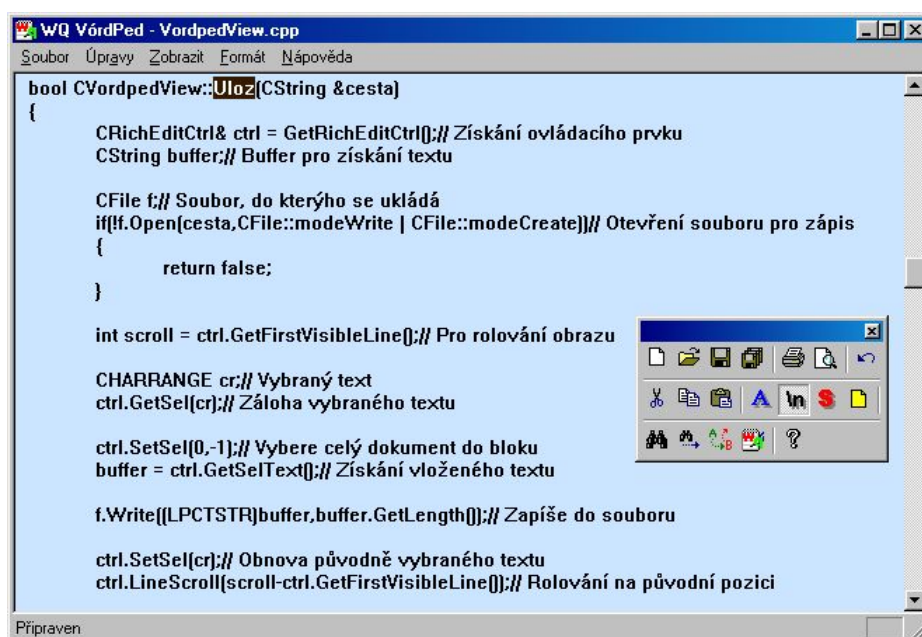 WQ VórdPed - VordpedView.cpp
Soubor Úpravy Zobrazit Formát Nápověda
bool CVordpedView::Uloz(CString &cesta)
{
CRichEditCtrl& ctrl = GetRichEditCtrl();// Získání ovládacího prvku
CString buffer;// Buffer pro získání textu
CFile f;// Soubor, do kterýho se ukládá
if(!f.Open(cesta,CFile::modeWrite | CFile::modeCreate))// Otevření souboru pro zápis
{
return false;
}
int scroll = ctrl.GetFirstVisibleLine();// Pro rolování obrazu
CHARRANGE cr;// Vybraný text
ctrl.GetSel(cr);// Záloha vybraného textu
ctrl.SetSel(0,-1);// Vybere celý dokument do bloku
buffer = ctrl.GetSelText();// Získání vloženého textu
f.Write((LPCTSTR)buffer,buffer.GetLength());// Zapíše do souboru
ctrl.SetSel(cr);// Obnova původně vybraného textu
ctrl.LineScroll(scroll-ctrl.GetFirstVisibleLine());// Rolování na původní pozici
A \n S
A B ?
Připraven